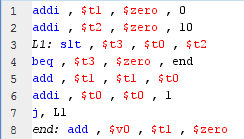 1 addi , $t1 , $zero , 0
2 addi , $t2 , $zero , 10
3 L1: slt , $t3 , $t0 , $t2
4 beq , $t3 , $zero , end
5 add , $t1 , $t1 , $t0
6 addi , $t0 , $t0 , 1
7 j, L1
8 end: add , $v0 , $t1 , $zero